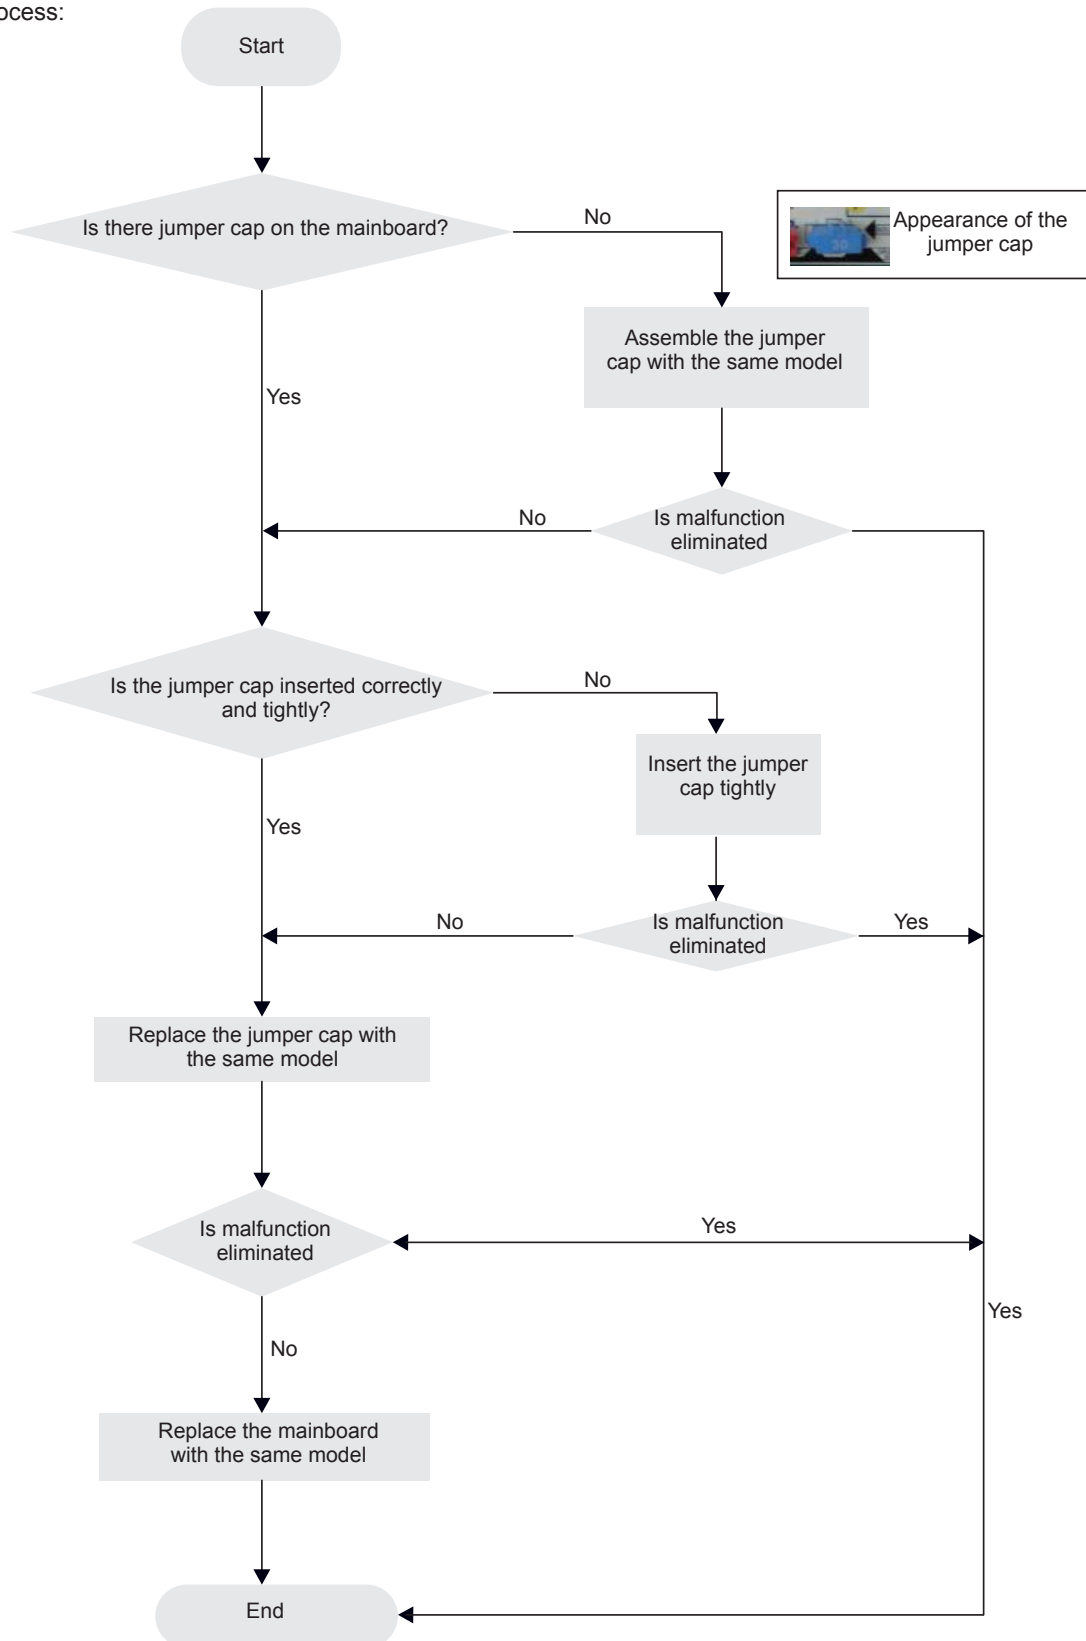 ocess:
Start
Is there jumper cap on the mainboard?
No
Appearance of the
jumper cap
20
Assemble the jumper
cap with the same model
Yes
No
Is malfunction
eliminated
Is the jumper cap inserted correctly
and tightly?
No
Insert the jumper
cap tightly
Yes
No
Is malfunction
eliminated
Yes
Replace the jumper cap with
the same model
Is malfunction
eliminated
Yes
Yes
No
Replace the mainboard
with the same model
End